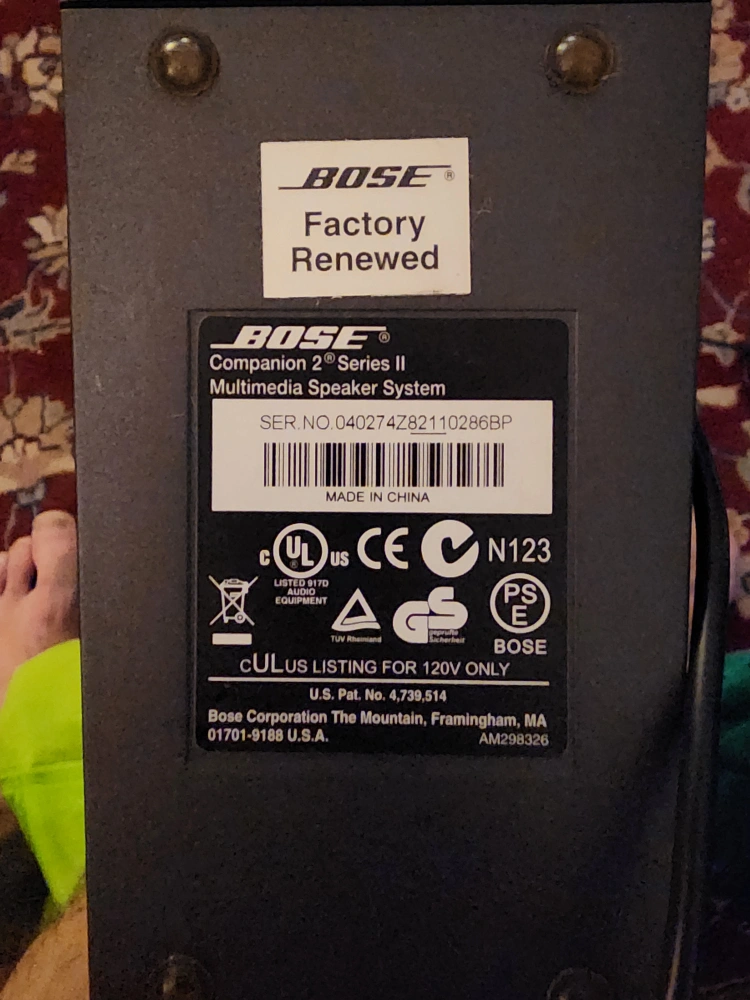 BOSE®
Factory
Renewed
BOSE®
Companion 2® Series II
Multimedia Speaker System
SER.NO.040274Z82110286BP
MADE IN CHINA
C UL® US CE N123
LISTED 917D
AUDIO
EQUIPMENT
TUV Rheinland
GS
geprüfte
Sicherheit
PS
E
BOSE
CULUS LISTING FOR 120V ONLY
U.S. Pat. No. 4,739,514
Bose Corporation The Mountain, Framingham, MA
01701-9188 U.S.A.
AM298326